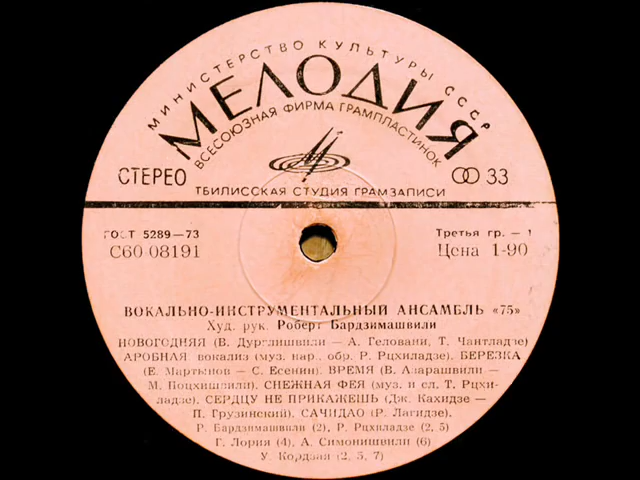 МИНИСТЕРСТВО КУЛЬТУРЫ СССР
МЕЛОДИЯ
ВСЕСОЮЗНАЯ ФИРМА ГРАМПЛАСТИНОК
СТЕРЕО
33
ТБИЛИССКАЯ СТУДИЯ ГРАМЗАПИСИ
ГОСТ 5289—73
Третья гр. — 1
С60 08191
Цена 1-90
ВОКАЛЬНО-ИНСТРУМЕНТАЛЬНЫЙ АНСАМБЛЬ «75»
Худ. рук. Роберт Бардзимашвили
НОВОГОДНЯЯ (В. Дурглишвили — А. Геловани, Т. Чантладзе)
АРОБНАЯ вокализ (муз. нар., обр. Р. Рцхиладзе). БЕРЕЗКА
(Е. Мартынов — С. Есенин). ВРЕМЯ (В. Азарашвили —
М. Поцхишвили). СНЕЖНАЯ ФЕЯ (муз. и сл. Т. Рцхи-
ладзе). СЕРДЦУ НЕ ПРИКАЖЕШЬ (Дж. Кахидзе —
П. Грузинский). САЧИДАО (Р. Лагидзе).
Р. Бардзимашвили (2), Р. Рцхиладзе (2, 5)
Г. Лория (4), А. Симонишвили (6)
У. Кордзая (2, 5, 7)